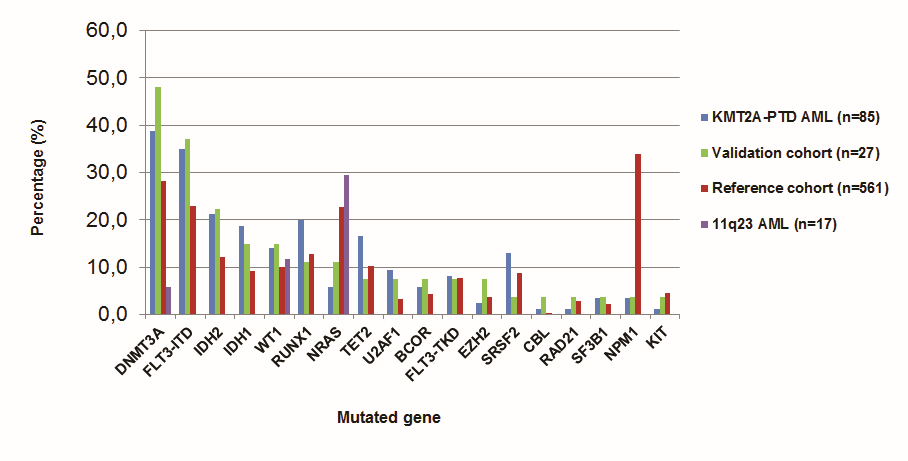 60,0
50,0
40,0
30,0
20,0
10,0
0,0
Percentage (%)
DNMT3A
FLT3-ITD
IDH2
IDH1
WT1
RUNX1
NRAS
TET2
U2AF1
BCOR
FLT3-TKD
EZH2
SRSF2
CBL
RAD21
SF3B1
NPM1
KIT
Mutated gene
KMT2A-PTD AML (n=85)
Validation cohort (n=27)
Reference cohort (n=561)
11q23 AML (n=17)